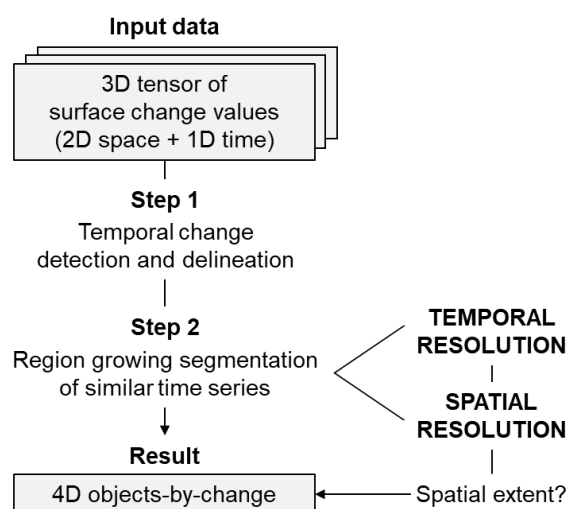 Input data
3D tensor of
surface change values
(2D space + 1D time)
Step 1
Temporal change
detection and delineation
Step 2
Region growing segmentation
of similar time series
TEMPORAL
RESOLUTION
SPATIAL
RESOLUTION
Result
4D objects-by-change
Spatial extent?